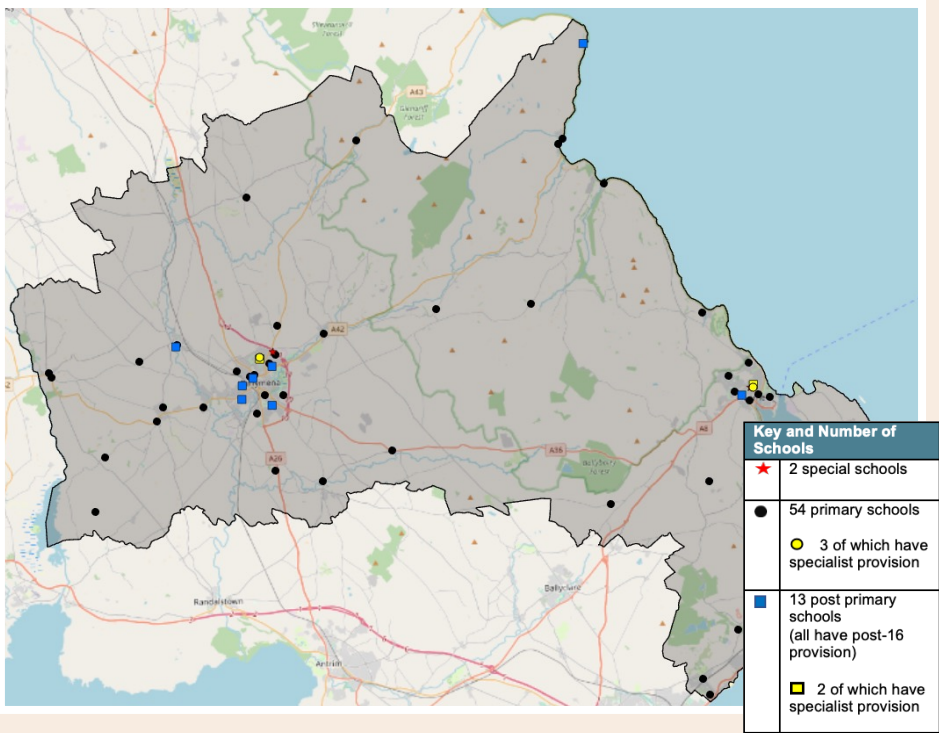 A43
Glenariff
Forest
A42
A36
A8
A26
Ballyclare
Randalstown
Antrim
Key and Number of
Schools
2 special schools
54 primary schools
3 of which have
specialist provision
13 post primary
schools
(all have post-16
provision)
2 of which have
specialist provision